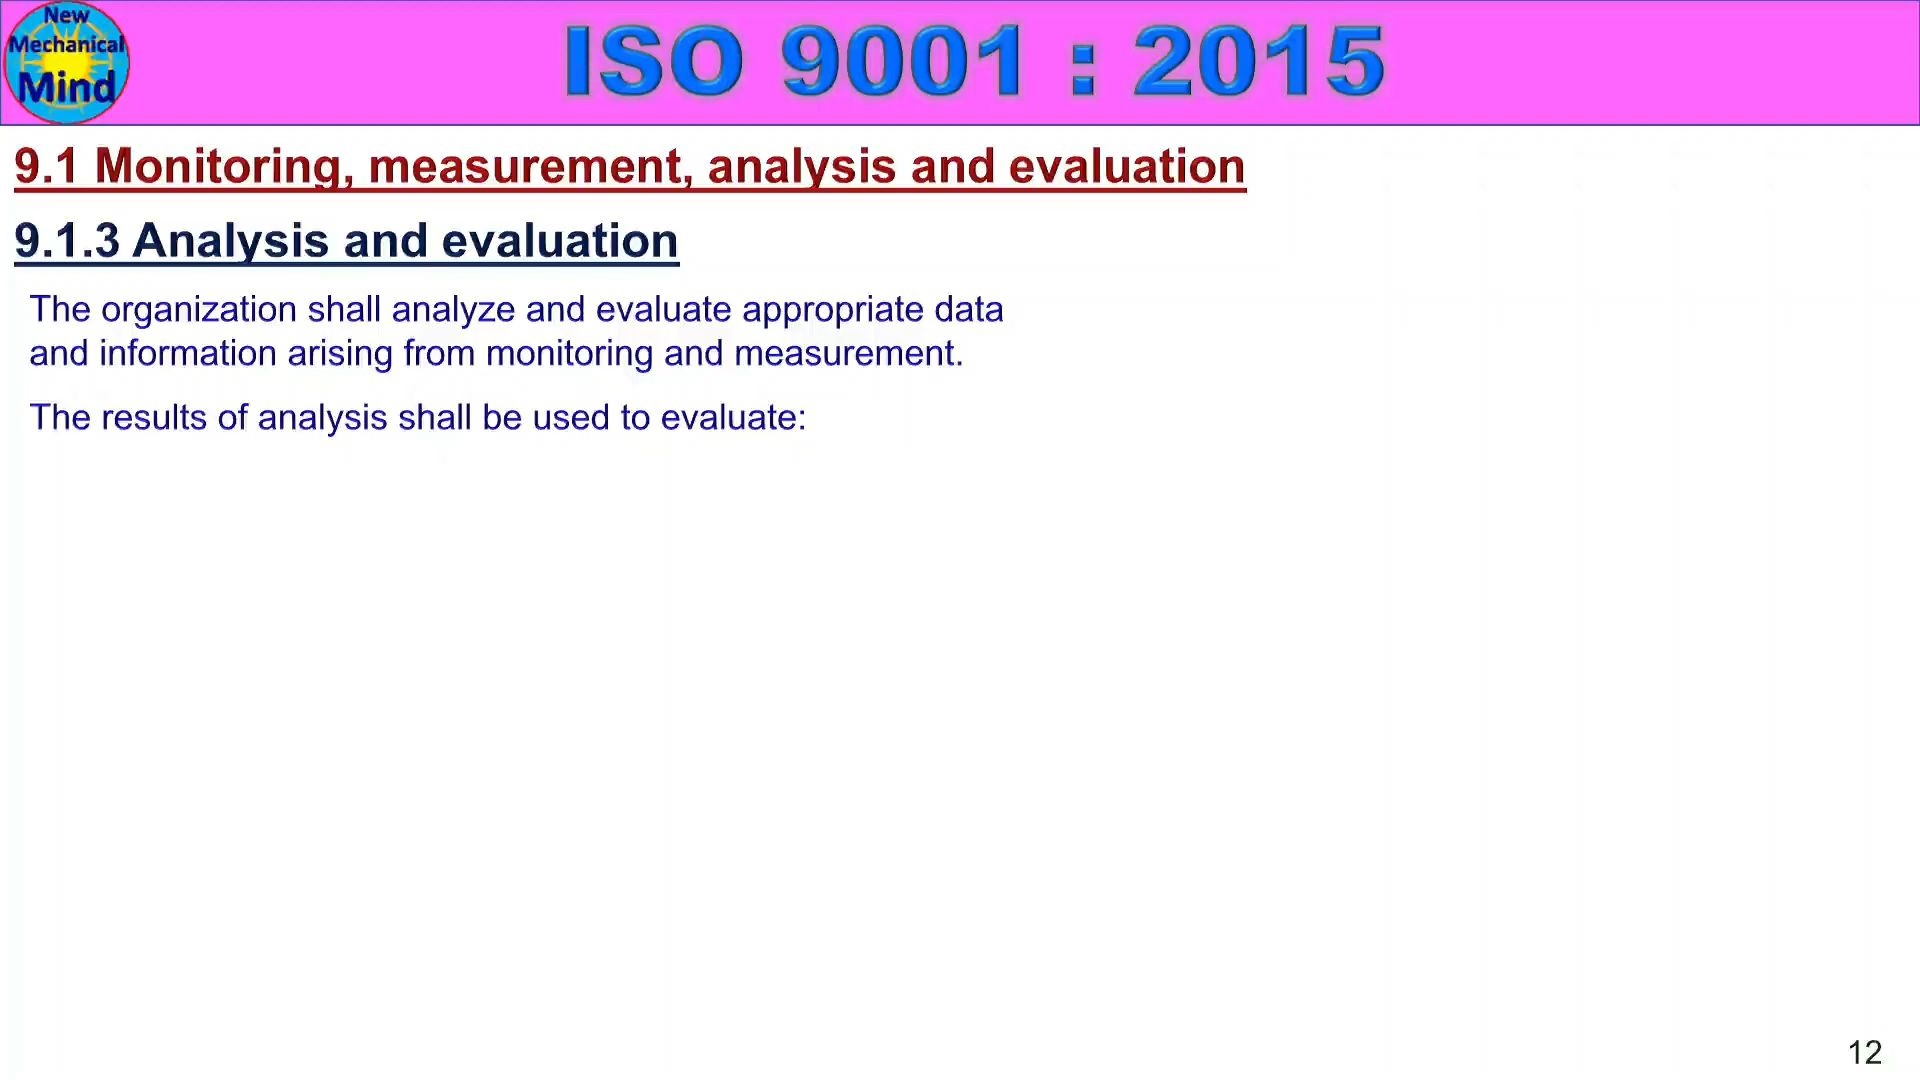 New
Mechanical
Mind
ISO 9001 : 2015
9.1 Monitoring, measurement, analysis and evaluation
9.1.3 Analysis and evaluation
The organization shall analyze and evaluate appropriate data
and information arising from monitoring and measurement.
The results of analysis shall be used to evaluate:
12